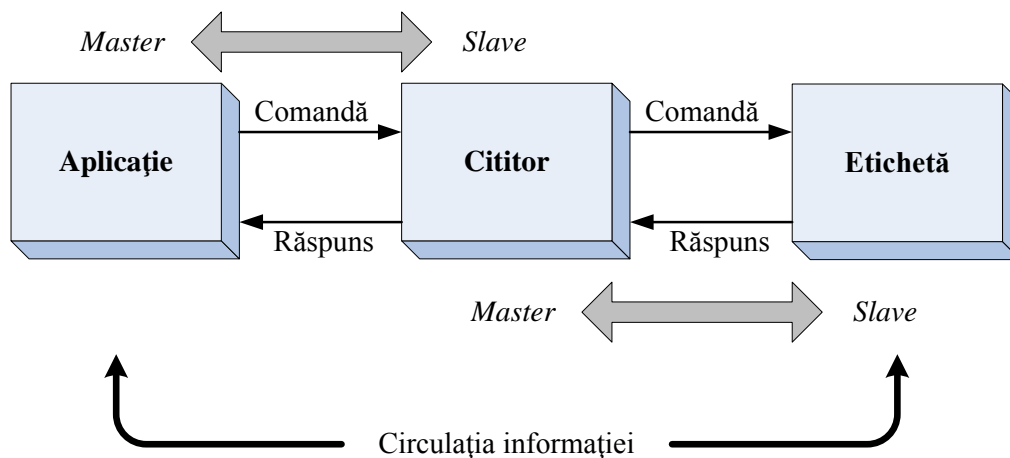 Master
Slave
Comandă
Comandă
Aplicaţie
Cititor
Etichetă
Răspuns
Răspuns
Master
Slave
Circulaţia informaţiei